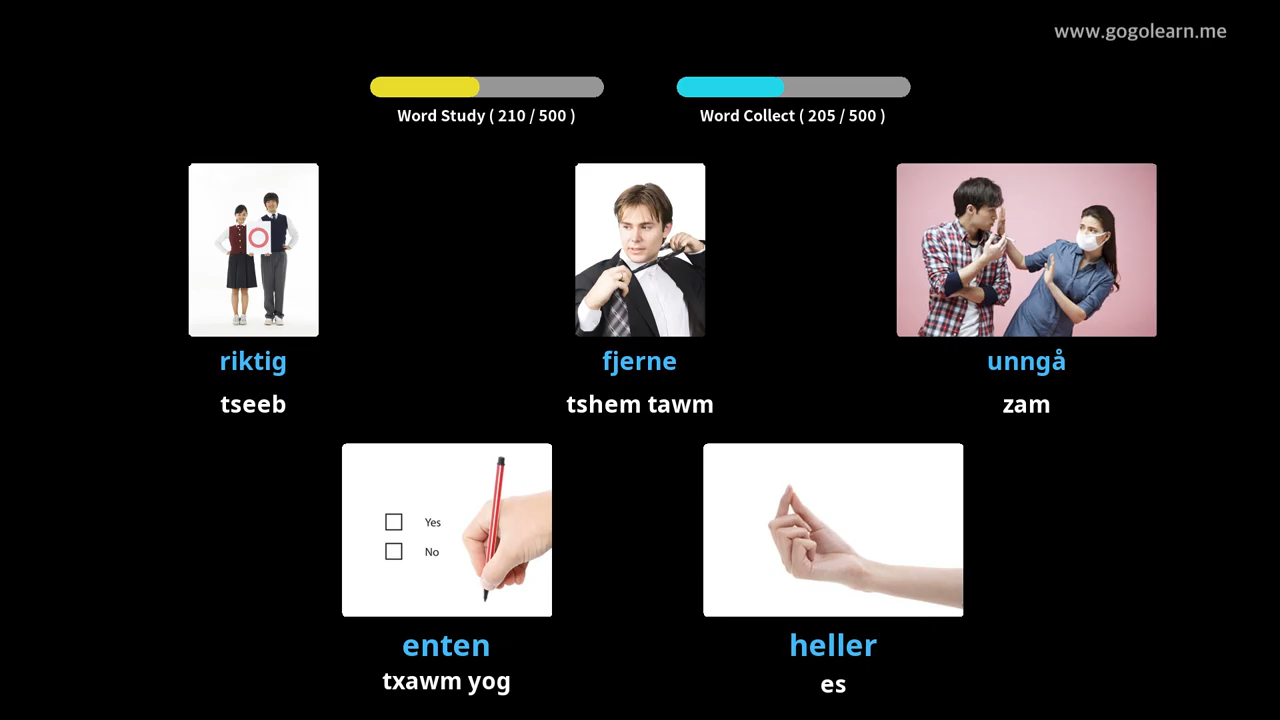 www.gogolearn.me
Word Study ( 210 / 500 )
Word Collect ( 205 / 500 )
riktig
tseeb
fjerne
tshem tawm
unngå
zam
Yes
No
enten
txawm yog
heller
es